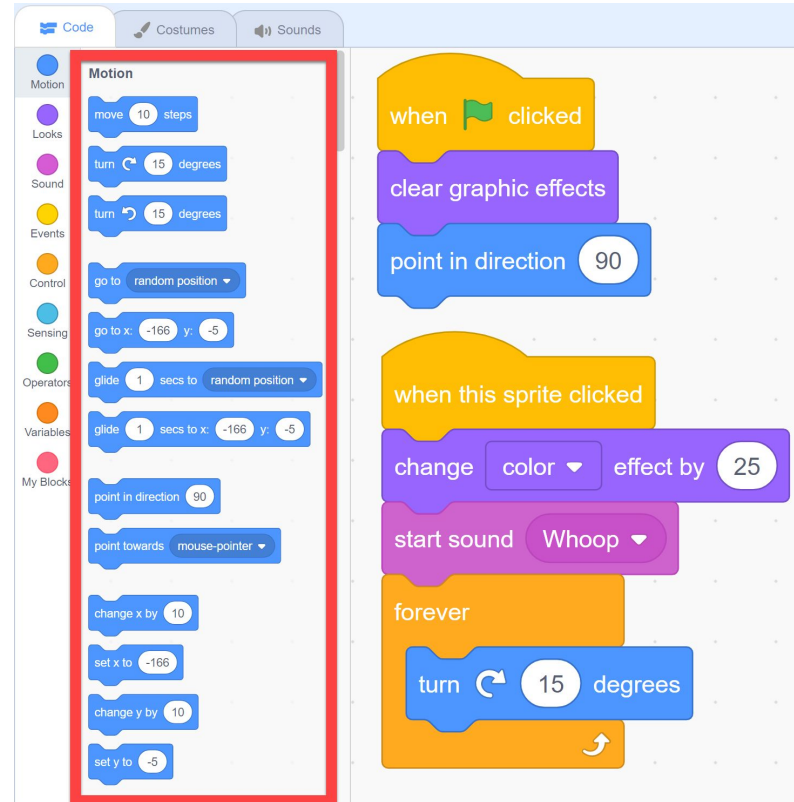 Code
Costumes
Sounds
Motion
Looks
Sound
Events
Control
Sensing
Operators
Variables
My Blocks
Motion
move 10 steps
turn 15 degrees
turn 15 degrees
go to random position
go to x: -166 y: -5
glide 1 secs to random position
glide 1 secs to x: -166 y: -5
point in direction 90
point towards mouse-pointer
change x by 10
set x to -166
change y by 10
set y to -5
when clicked
clear graphic effects
point in direction 90
when this sprite clicked
change color effect by 25
start sound Whoop
forever
turn 15 degrees